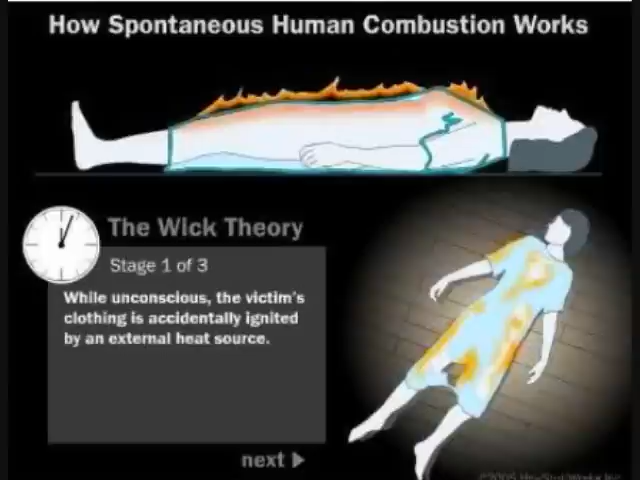 How Spontaneous Human Combustion Works
The Wick Theory
Stage 1 of 3
While unconscious, the victim's
clothing is accidentally ignited
by an external heat source.
next